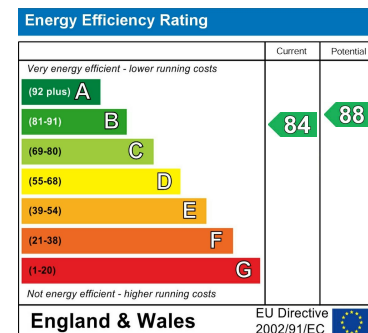 Energy Efficiency Rating
Current Potential
Very energy efficient - lower running costs
(92 plus) A
(81-91) B
84 88
(69-80) C
(55-68) D
(39-54) E
(21-38) F
(1-20) G
Not energy efficient - higher running costs
England & Wales
EU Directive
2002/91/EC